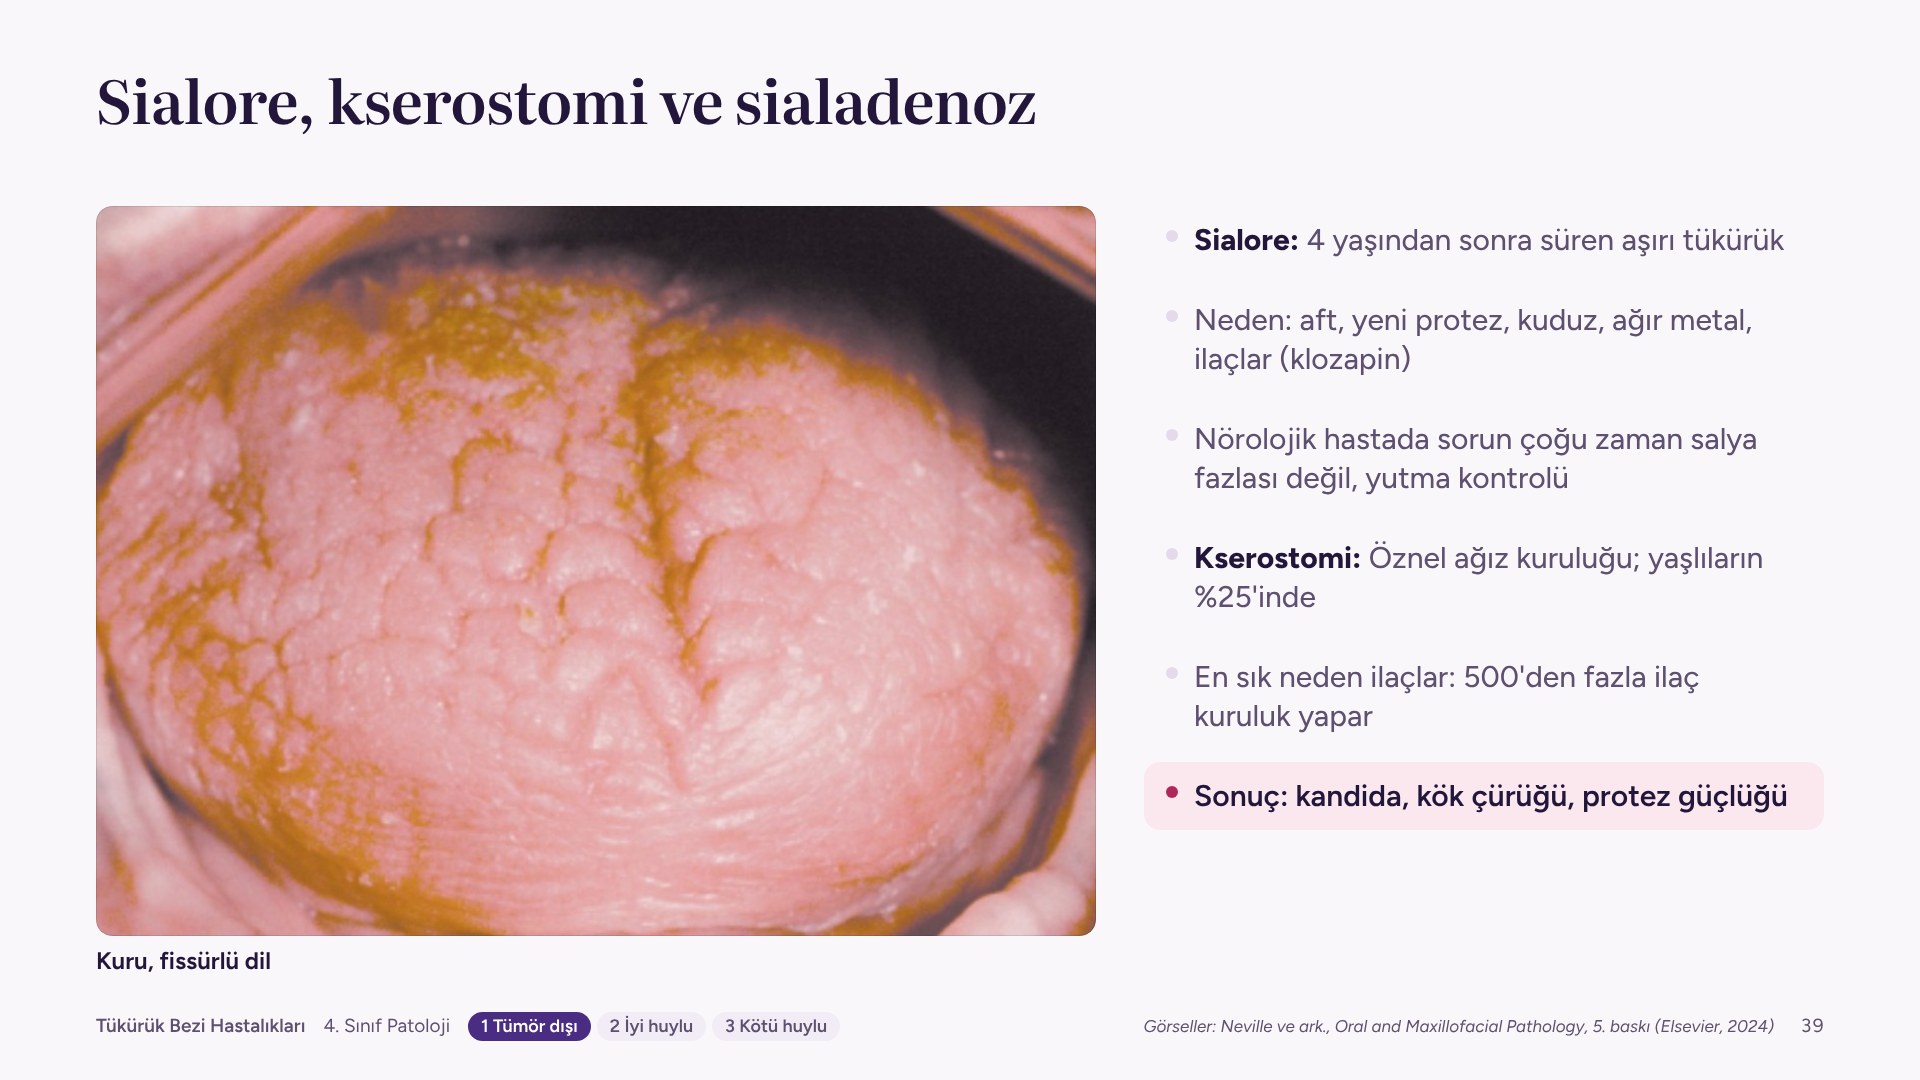 Sialore, kserostomi ve sialadenoz
Sialore: 4 yaşından sonra süren aşırı tükürük
Neden: aft, yeni protez, kuduz, ağır metal,
ilaçlar (klozapin)
Nörolojik hastada sorun çoğu zaman salya
fazlası değil, yutma kontrolü
Kserostomi: Öznel ağız kuruluğu; yaşlıların
%25'inde
En sık neden ilaçlar: 500'den fazla ilaç
kuruluk yapar
Sonuç: kandida, kök çürüğü, protez güçlüğü
Kuru, fissürlü dil
Tükürük Bezi Hastalıkları 4. Sınıf Patoloji 1 Tümör dışı 2 İyi huylu 3 Kötü huylu
Görseller: Neville ve ark., Oral and Maxillofacial Pathology, 5. baskı (Elsevier, 2024) 39